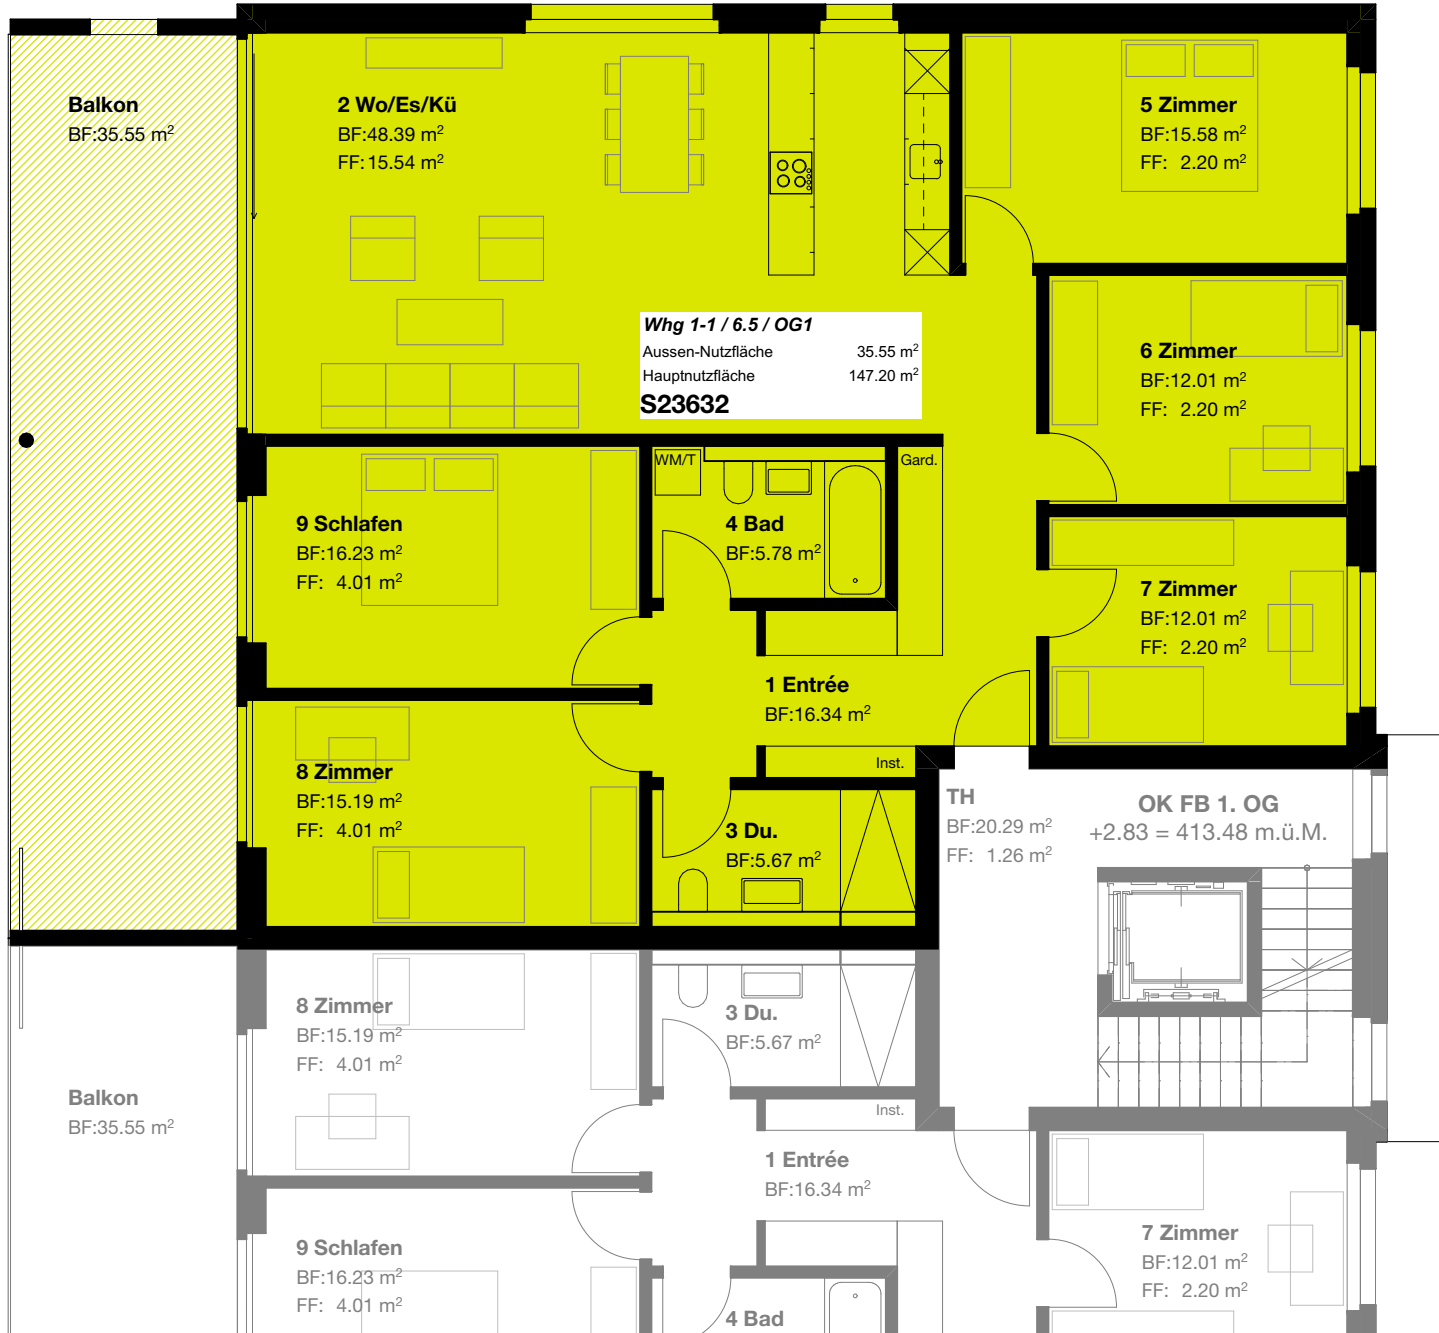 Balkon
BF:35.55 m²
2 Wo/Es/Kü
BF:48.39 m²
FF: 15.54 m²
5 Zimmer
BF:15.58 m²
FF: 2.20 m²
Whg 1-1 / 6.5 / OG1
Aussen-Nutzfläche 35.55 m²
Hauptnutzfläche 147.20 m²
S23632
6 Zimmer
BF:12.01 m²
FF: 2.20 m²
WM/T
Gard.
9 Schlafen
BF:16.23 m²
FF: 4.01 m²
4 Bad
BF:5.78 m²
7 Zimmer
BF:12.01 m²
FF: 2.20 m²
1 Entrée
BF:16.34 m²
Inst.
8 Zimmer
BF:15.19 m²
FF: 4.01 m²
3 Du.
BF:5.67 m²
TH
BF:20.29 m²
FF: 1.26 m²
OK FB 1. OG
+2.83 = 413.48 m.ü.M.
8 Zimmer
BF:15.19 m²
FF: 4.01 m²
3 Du.
BF:5.67 m²
Balkon
BF:35.55 m²
Inst.
1 Entrée
BF:16.34 m²
9 Schlafen
BF:16.23 m²
FF: 4.01 m²
7 Zimmer
BF:12.01 m²
FF: 2.20 m²
4 Bad